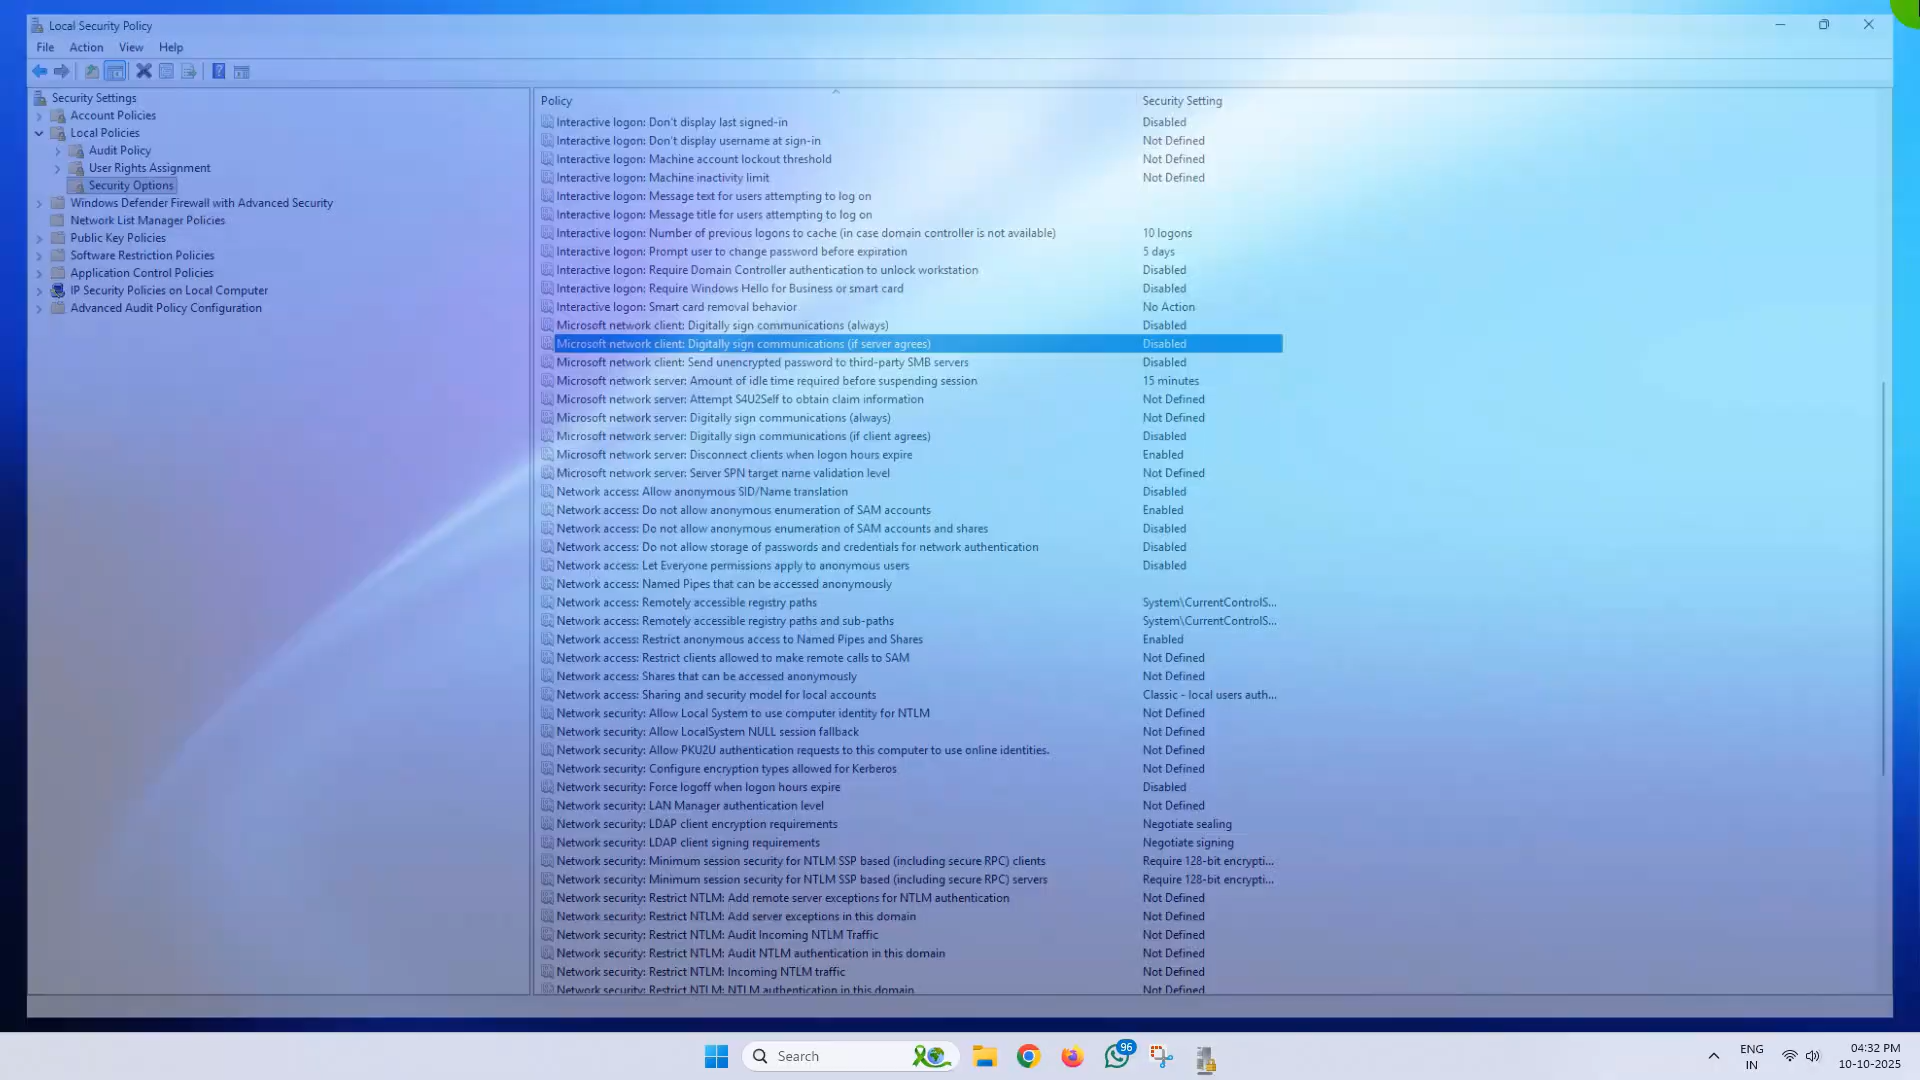 Local Security Policy
File Action View Help
Security Settings
Account Policies
Local Policies
Audit Policy
User Rights Assignment
Security Options
Windows Defender Firewall with Advanced Security
Network List Manager Policies
Public Key Policies
Software Restriction Policies
Application Control Policies
IP Security Policies on Local Computer
Advanced Audit Policy Configuration
Policy Security Setting
Interactive logon: Don't display last signed-in Disabled
Interactive logon: Don't display username at sign-in Not Defined
Interactive logon: Machine account lockout threshold Not Defined
Interactive logon: Machine inactivity limit Not Defined
Interactive logon: Message text for users attempting to log on
Interactive logon: Message title for users attempting to log on
Interactive logon: Number of previous logons to cache (in case domain controller is not available) 10 logons
Interactive logon: Prompt user to change password before expiration 5 days
Interactive logon: Require Domain Controller authentication to unlock workstation Disabled
Interactive logon: Require Windows Hello for Business or smart card Disabled
Interactive logon: Smart card removal behavior No Action
Microsoft network client: Digitally sign communications (always) Disabled
Microsoft network client: Digitally sign communications (if server agrees) Disabled
Microsoft network client: Send unencrypted password to third-party SMB servers Disabled
Microsoft network server: Amount of idle time required before suspending session 15 minutes
Microsoft network server: Attempt S4U2Self to obtain claim information Not Defined
Microsoft network server: Digitally sign communications (always) Not Defined
Microsoft network server: Digitally sign communications (if client agrees) Disabled
Microsoft network server: Disconnect clients when logon hours expire Enabled
Microsoft network server: Server SPN target name validation level Not Defined
Network access: Allow anonymous SID/Name translation Disabled
Network access: Do not allow anonymous enumeration of SAM accounts Enabled
Network access: Do not allow anonymous enumeration of SAM accounts and shares Disabled
Network access: Do not allow storage of passwords and credentials for network authentication Disabled
Network access: Let Everyone permissions apply to anonymous users Disabled
Network access: Named Pipes that can be accessed anonymously
Network access: Remotely accessible registry paths System\CurrentControlS...
Network access: Remotely accessible registry paths and sub-paths System\CurrentControlS...
Network access: Restrict anonymous access to Named Pipes and Shares Enabled
Network access: Restrict clients allowed to make remote calls to SAM Not Defined
Network access: Shares that can be accessed anonymously Not Defined
Network access: Sharing and security model for local accounts Classic - local users auth...
Network security: Allow Local System to use computer identity for NTLM Not Defined
Network security: Allow LocalSystem NULL session fallback Not Defined
Network security: Allow PKU2U authentication requests to this computer to use online identities. Not Defined
Network security: Configure encryption types allowed for Kerberos Not Defined
Network security: Force logoff when logon hours expire Disabled
Network security: LAN Manager authentication level Not Defined
Network security: LDAP client encryption requirements Negotiate sealing
Network security: LDAP client signing requirements Negotiate signing
Network security: Minimum session security for NTLM SSP based (including secure RPC) clients Require 128-bit encrypti...
Network security: Minimum session security for NTLM SSP based (including secure RPC) servers Require 128-bit encrypti...
Network security: Restrict NTLM: Add remote server exceptions for NTLM authentication Not Defined
Network security: Restrict NTLM: Add server exceptions in this domain Not Defined
Network security: Restrict NTLM: Audit Incoming NTLM Traffic Not Defined
Network security: Restrict NTLM: Audit NTLM authentication in this domain Not Defined
Network security: Restrict NTLM: Incoming NTLM traffic Not Defined
Network security: Restrict NTLM: NTLM authentication in this domain Not Defined
Search
96
ENG
IN
04:32 PM
10-10-2025